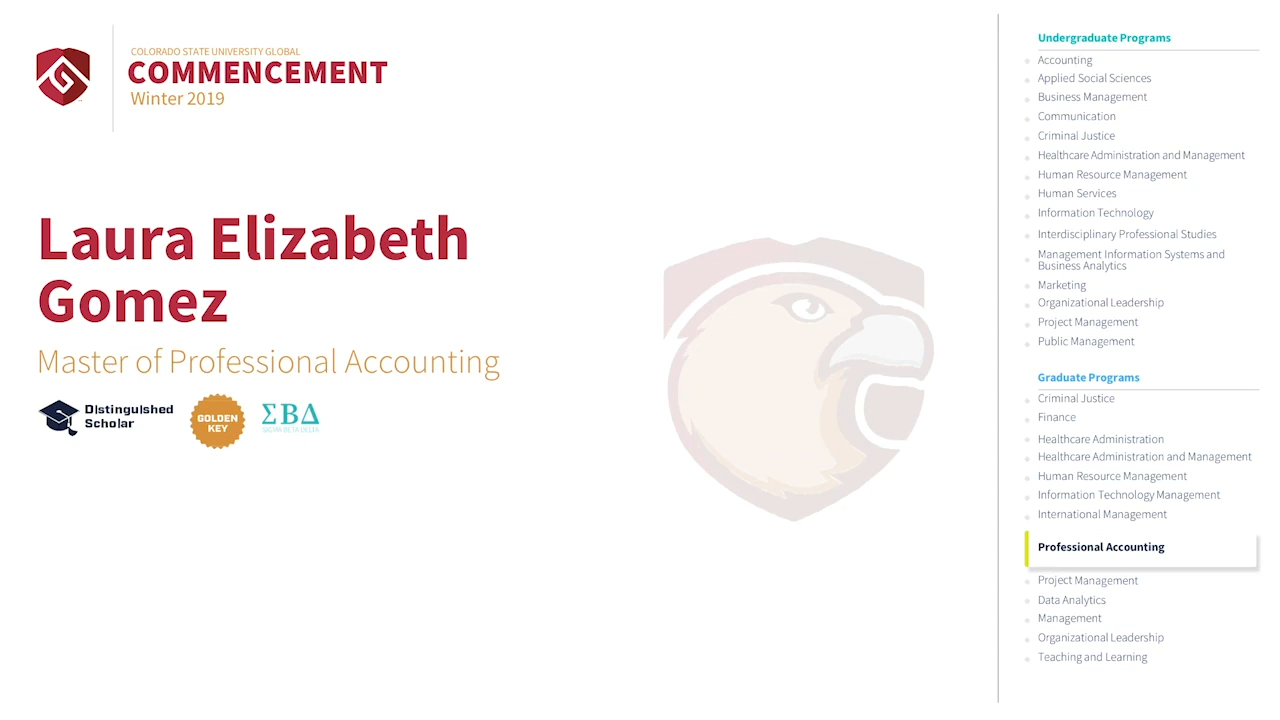 COLORADO STATE UNIVERSITY GLOBAL
COMMENCEMENT
Winter 2019
Laura Elizabeth
Gomez
Master of Professional Accounting
Distinguished
Scholar
GOLDEN
KEY
ΣΒΔ
SIGMA BETA DELTA
Undergraduate Programs
Accounting
Applied Social Sciences
Business Management
Communication
Criminal Justice
Healthcare Administration and Management
Human Resource Management
Human Services
Information Technology
Interdisciplinary Professional Studies
Management Information Systems and
Business Analytics
Marketing
Organizational Leadership
Project Management
Public Management
Graduate Programs
Criminal Justice
Finance
Healthcare Administration
Healthcare Administration and Management
Human Resource Management
Information Technology Management
International Management
Professional Accounting
Project Management
Data Analytics
Management
Organizational Leadership
Teaching and Learning